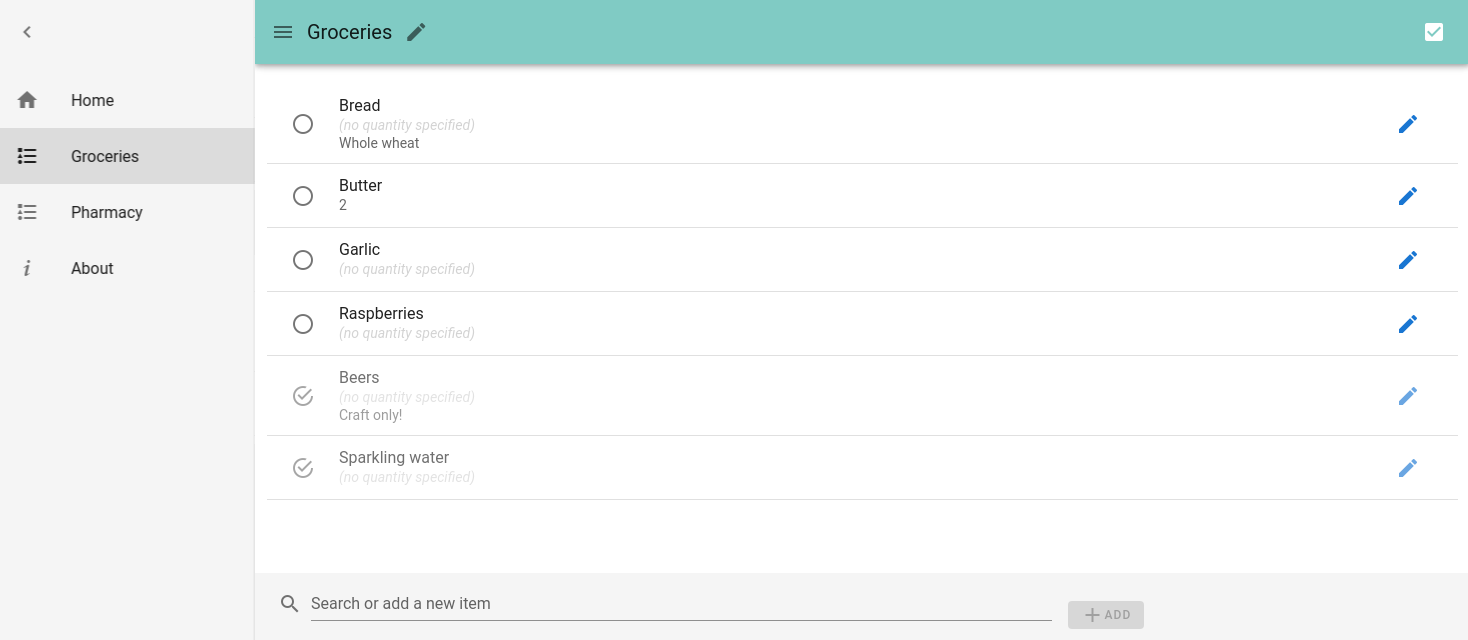 Groceries
Home
Groceries
Pharmacy
About
Bread
(no quantity specified)
Whole wheat
Butter
2
Garlic
(no quantity specified)
Raspberries
(no quantity specified)
Beers
(no quantity specified)
Craft only!
Sparkling water
(no quantity specified)
Search or add a new item
ADD